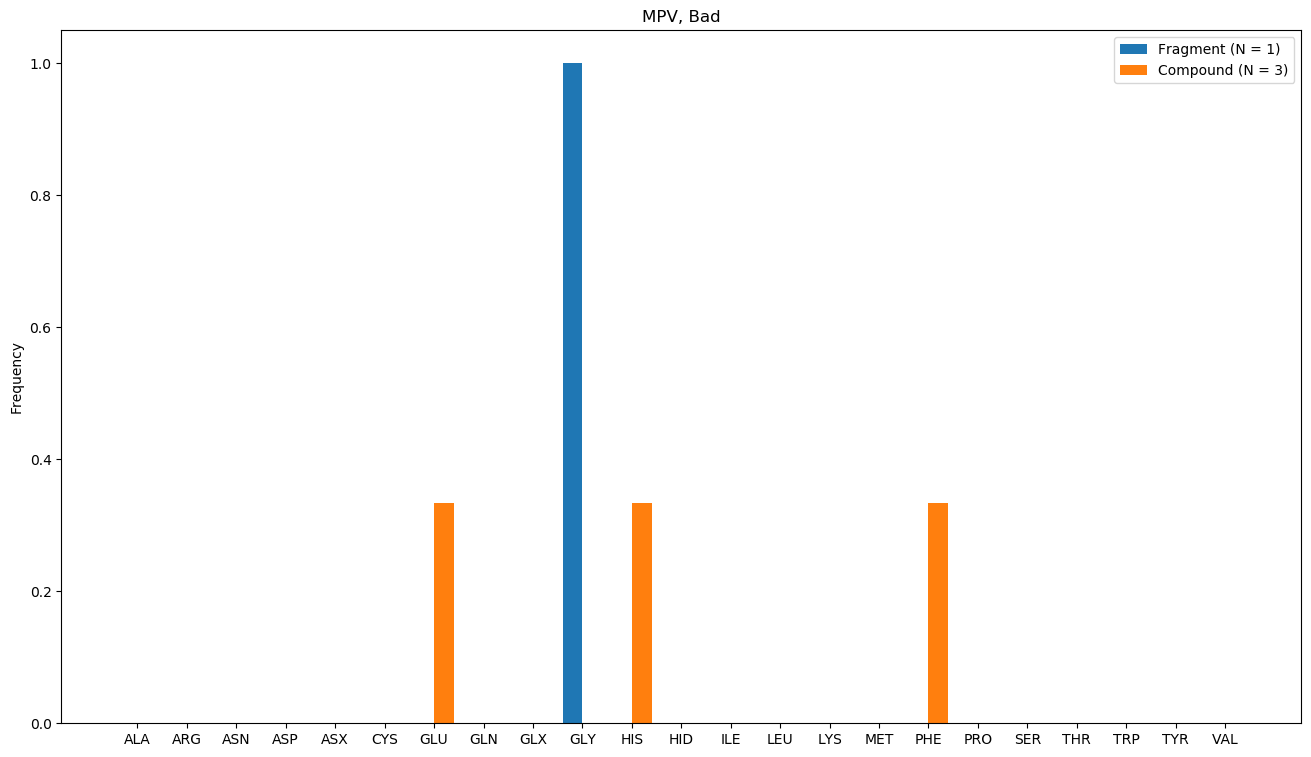 MPV, Bad
Fragment (N = 1)
Compound (N = 3)
1.0
0.8
0.6
0.4
0.2
0.0
Frequency
ALA ARG ASN ASP ASX CYS GLU GLN GLX GLY HIS HID ILE LEU LYS MET PHE PRO SER THR TRP TYR VAL